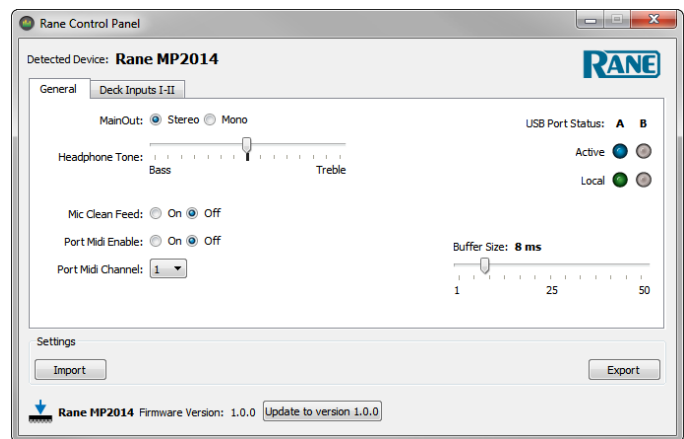 Rane Control Panel
Detected Device: Rane MP2014
RANE
General Deck Inputs I-II
MainOut: Stereo Mono
USB Port Status: A B
Headphone Tone:
Bass Treble
Active
Local
Mic Clean Feed: On Off
Port Midi Enable: On Off
Buffer Size: 8 ms
Port Midi Channel: 1
1 25 50
Settings
Import Export
Rane MP2014 Firmware Version: 1.0.0 Update to version 1.0.0